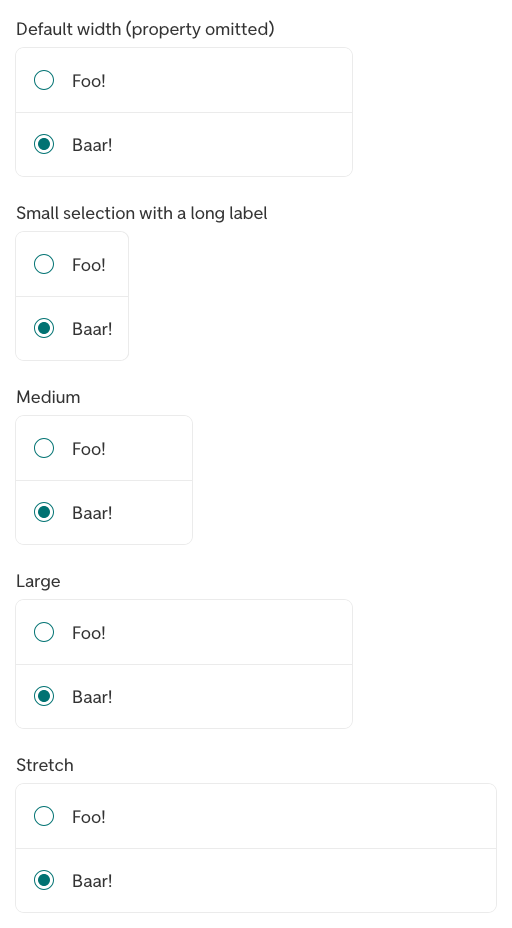 Default width (property omitted)
Foo!
Baar!
Small selection with a long label
Foo!
Baar!
Medium
Foo!
Baar!
Large
Foo!
Baar!
Stretch
Foo!
Baar!